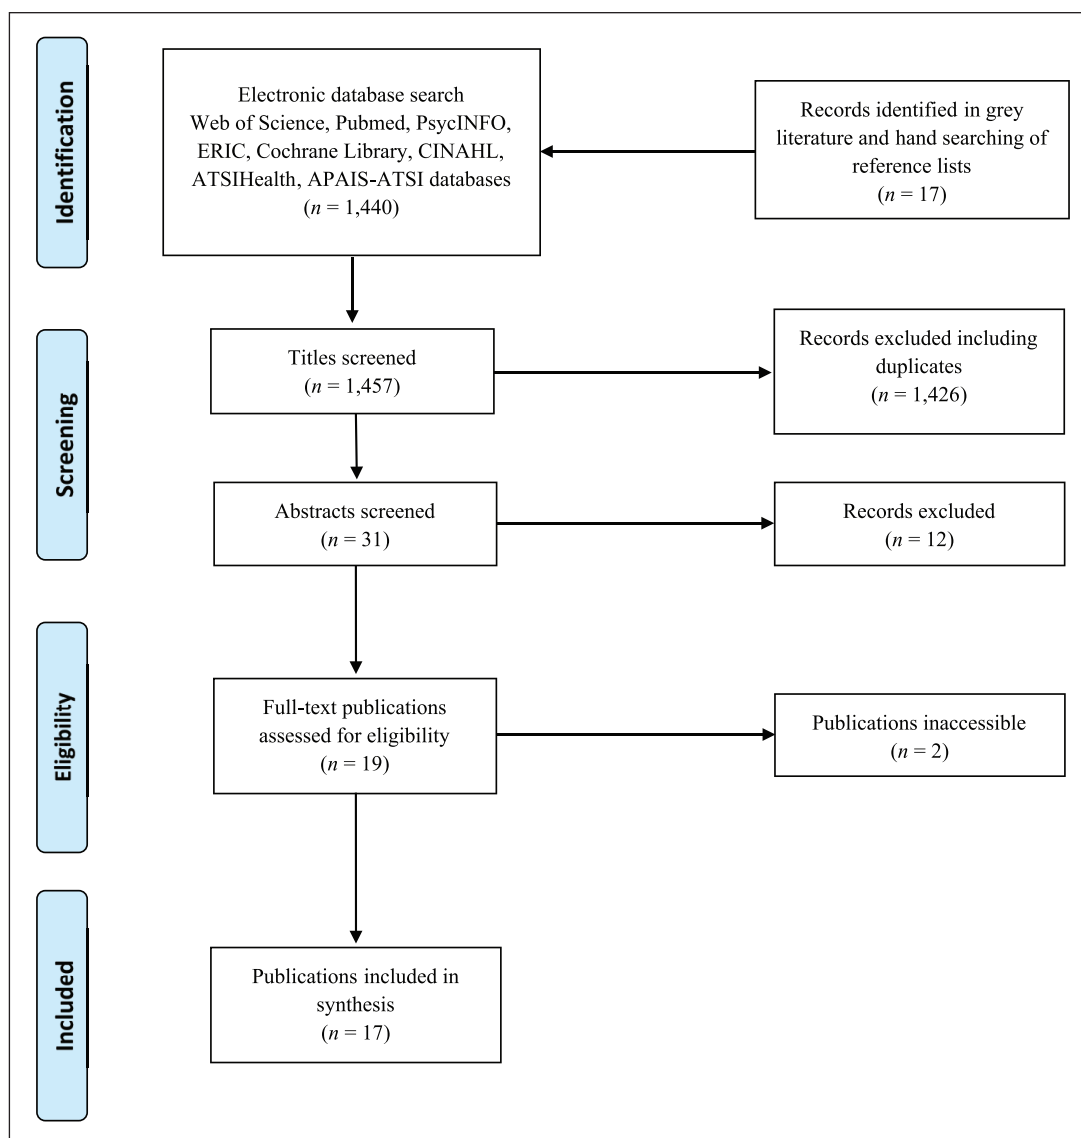 Identification
Electronic database search
Web of Science, Pubmed, PsycINFO,
ERIC, Cochrane Library, CINAHL,
ATSIHealth, APAIS-ATSI databases
(n = 1,440)
Records identified in grey
literature and hand searching of
reference lists
(n = 17)
Screening
Titles screened
(n = 1,457)
Records excluded including
duplicates
(n = 1,426)
Abstracts screened
(n = 31)
Records excluded
(n = 12)
Eligibility
Full-text publications
assessed for eligibility
(n = 19)
Publications inaccessible
(n = 2)
Included
Publications included in
synthesis
(n = 17)